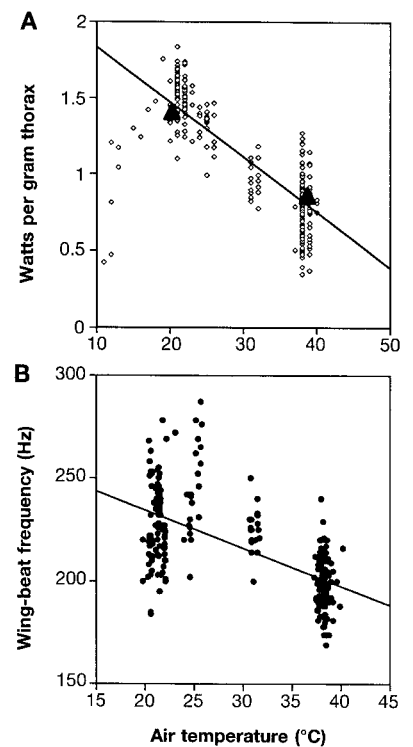 A
Watts per gram thorax
2
1.5
1
0.5
0
10 20 30 40 50
B
Wing-beat frequency (Hz)
300
250
200
150
15 20 25 30 35 40 45
Air temperature (°C)